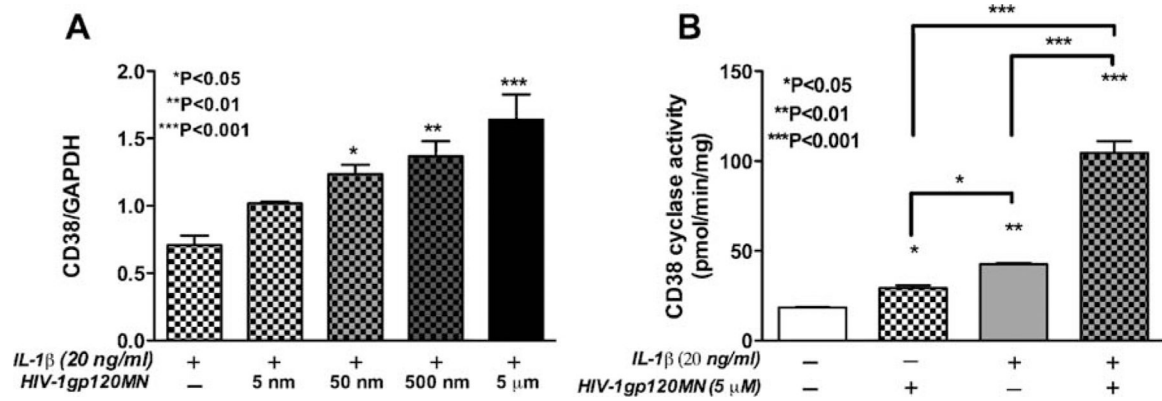 A
CD38/GAPDH
2.0
1.5
1.0
0.5
0.0
*P<0.05
**P<0.01
***P<0.001
*
**
***
IL-1β (20 ng/ml) + + + + +
HIV-1gp120MN – 5 nm 50 nm 500 nm 5 μm
B
CD38 cyclase activity
(pmol/min/mg)
150
100
50
0
*P<0.05
**P<0.01
***P<0.001
***
***
***
*
**
*
IL-1β (20 ng/ml) – – + +
HIV-1gp120MN (5 μM) – + – +